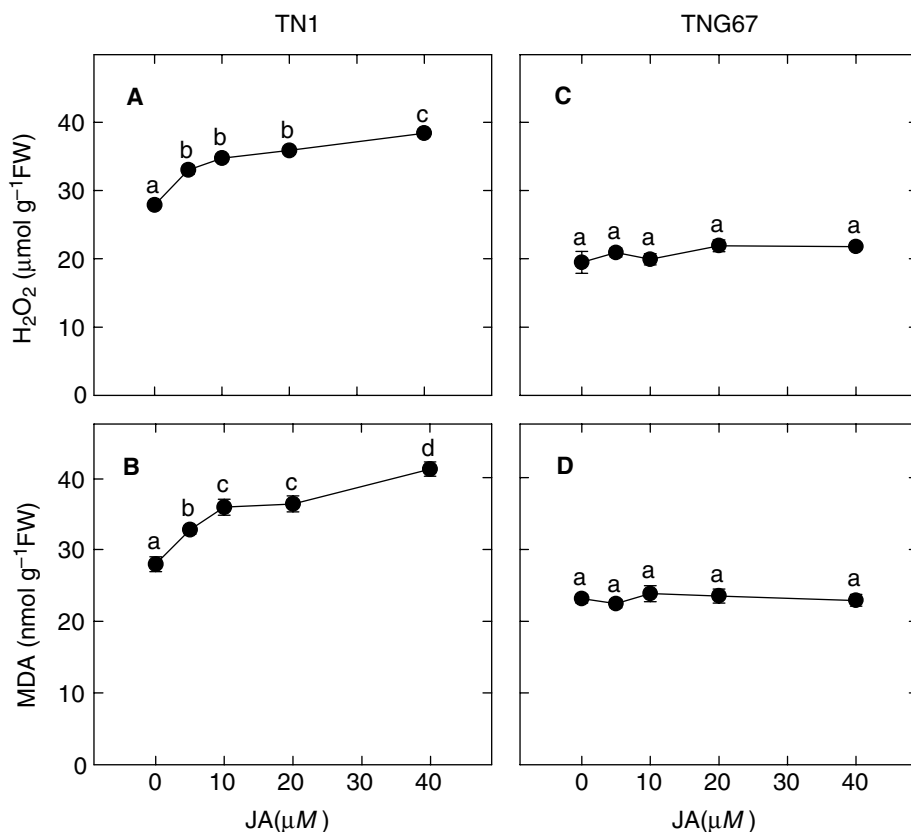 TN1 TNG67
A
a b b b c
H₂O₂ (μmol g⁻¹FW)
40
30
20
10
0
C
a a a a a
B
a b c c d
MDA (nmol g⁻¹FW)
40
30
20
10
0
D
a a a a a
0 10 20 30 40
JA(μM)
0 10 20 30 40
JA(μM)